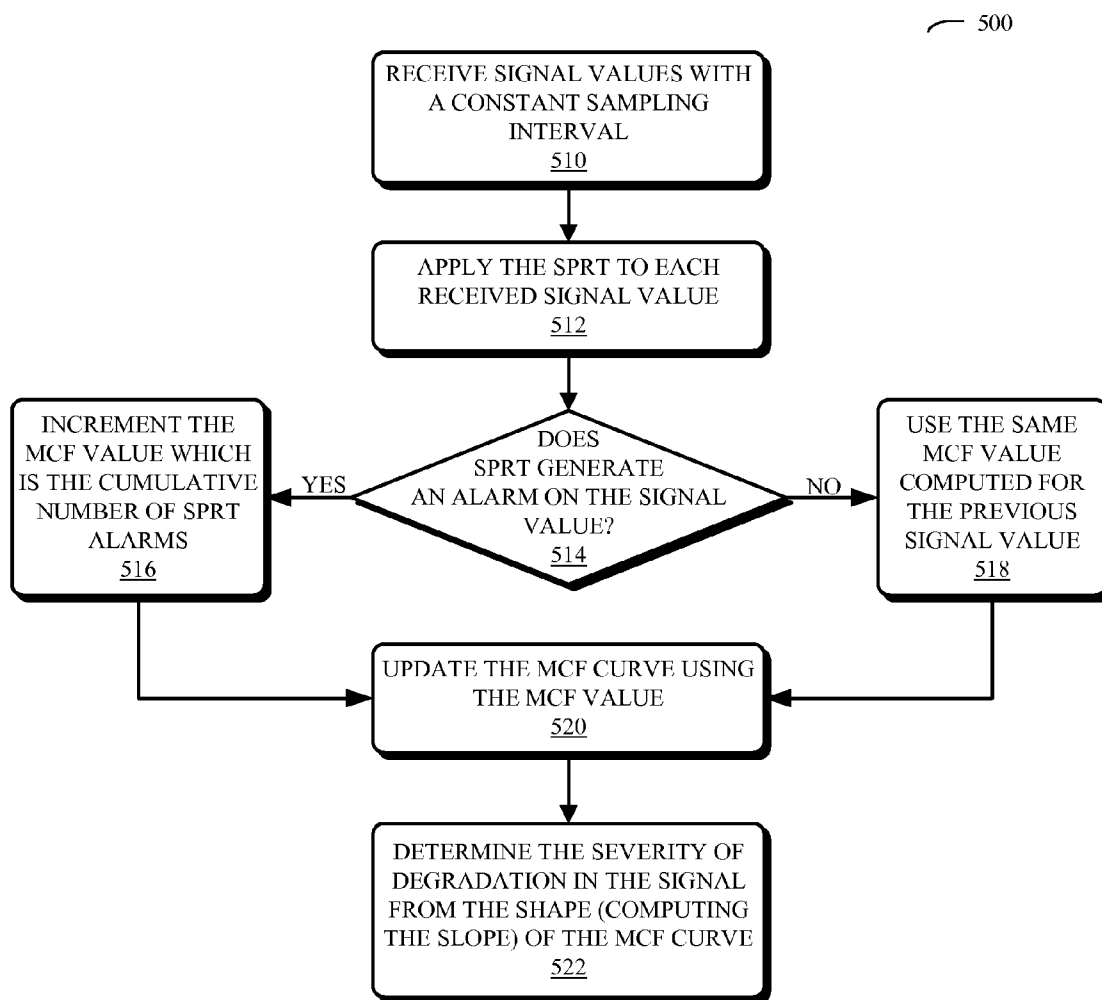 500
RECEIVE SIGNAL VALUES WITH
A CONSTANT SAMPLING
INTERVAL
510
APPLY THE SPRT TO EACH
RECEIVED SIGNAL VALUE
512
INCREMENT THE
MCF VALUE WHICH
IS THE CUMULATIVE
NUMBER OF SPRT
ALARMS
516
YES
DOES
SPRT GENERATE
AN ALARM ON THE SIGNAL
VALUE?
514
NO
USE THE SAME
MCF VALUE
COMPUTED FOR
THE PREVIOUS
SIGNAL VALUE
518
UPDATE THE MCF CURVE USING
THE MCF VALUE
520
DETERMINE THE SEVERITY OF
DEGRADATION IN THE SIGNAL
FROM THE SHAPE (COMPUTING
THE SLOPE) OF THE MCF CURVE
522